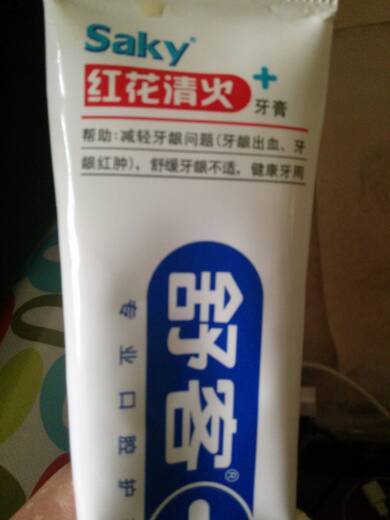 Saky®
红花清火+
牙膏
帮助:减轻牙龈问题(牙龈出血、牙
龈红肿)、舒缓牙龈不适、健康牙周
舒客®
专业口腔护